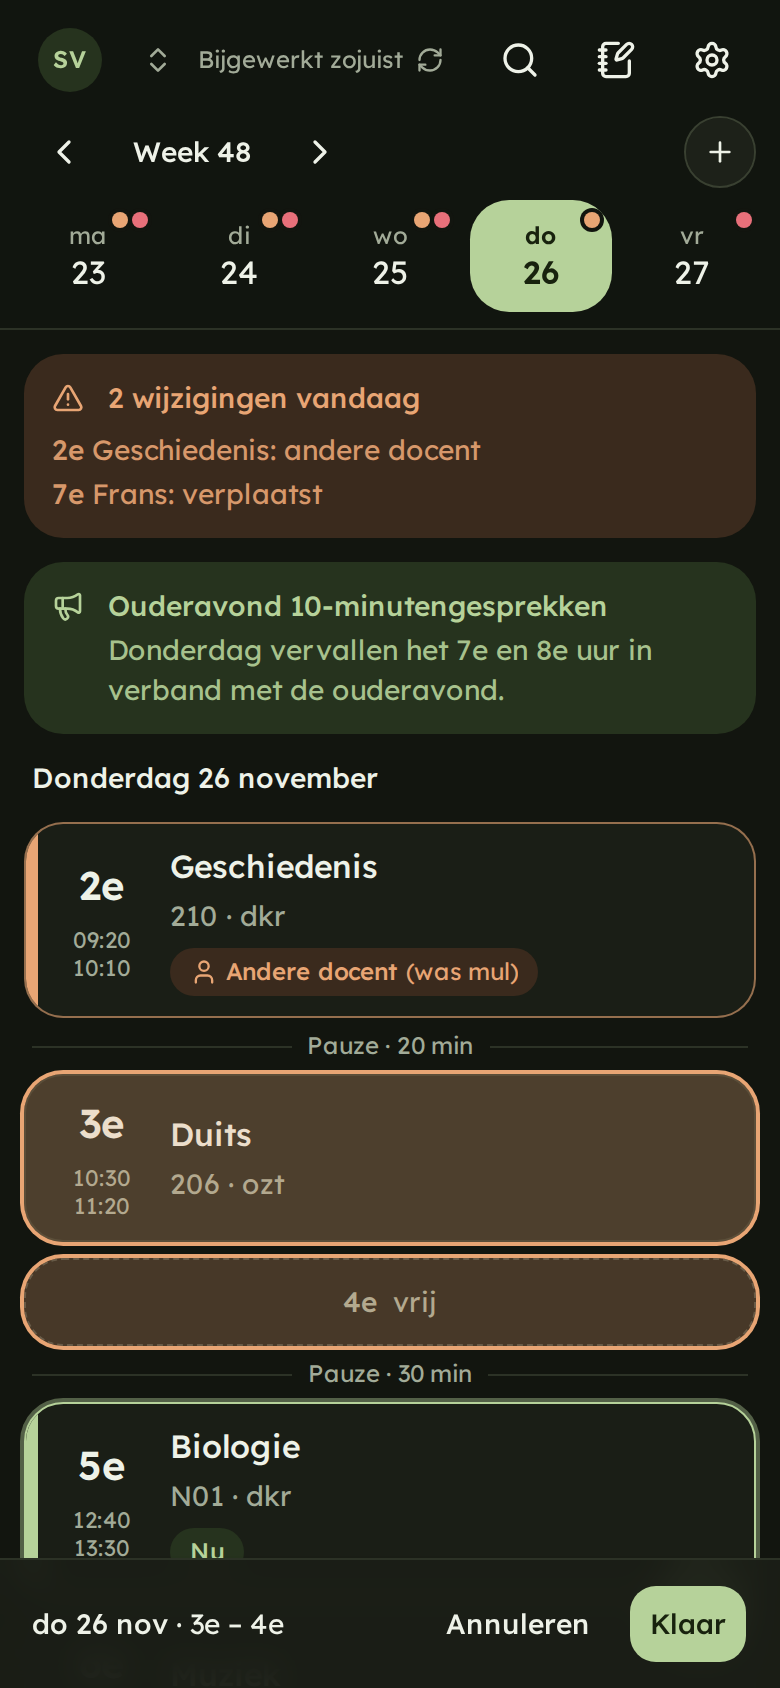 SV Bijgewerkt zojuist
Week 48
ma di wo do vr
23 24 25 26 27
2 wijzigingen vandaag
2e Geschiedenis: andere docent
7e Frans: verplaatst
Ouderavond 10-minutengesprekken
Donderdag vervallen het 7e en 8e uur in
verband met de ouderavond.
Donderdag 26 november
2e
09:20
10:10
Geschiedenis
210 · dkr
Andere docent (was mul)
Pauze · 20 min
3e
10:30
11:20
Duits
206 · ozt
4e vrij
Pauze · 30 min
5e
12:40
13:30
Biologie
N01 · dkr
Nu
do 26 nov · 3e – 4e Annuleren Klaar
Muziek